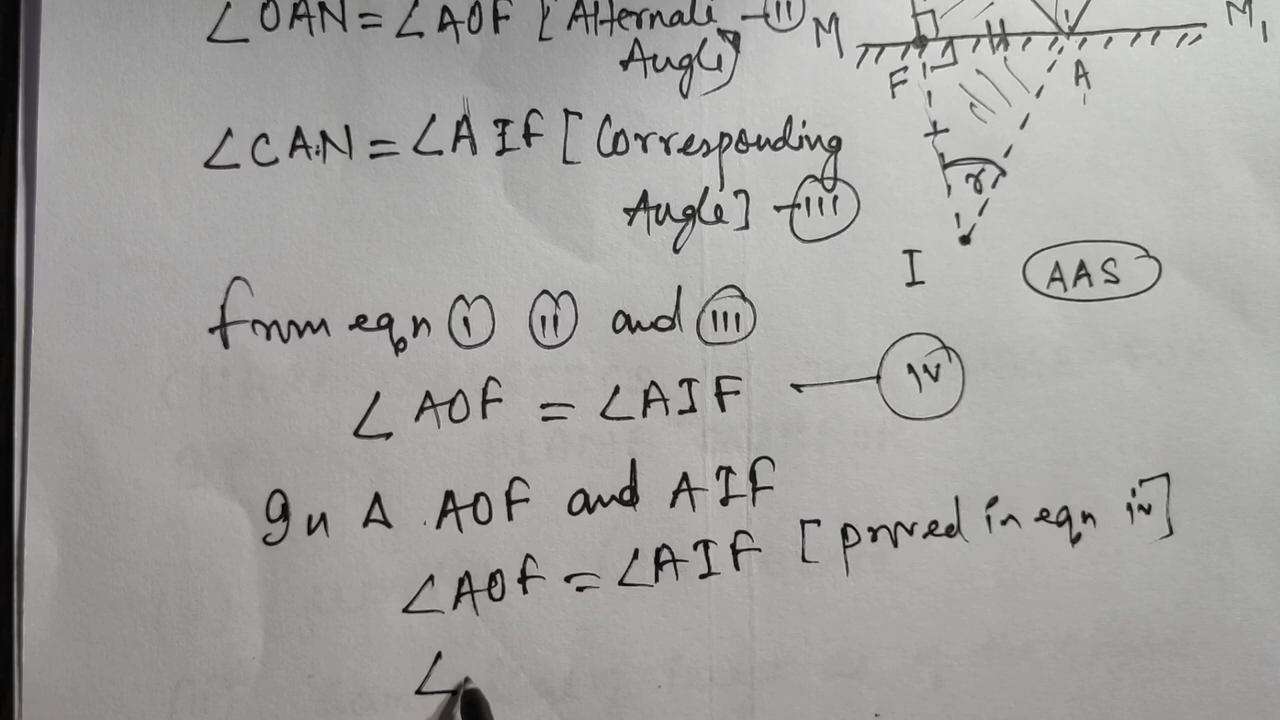 ∠OAN = ∠AOF [Alternate Angle] -(II)
M
M1
F
A
∠CAN = ∠AIF [Corresponding
Angle] -(III)
r
I
AAS
from eqn (I) (II) and (III)
∠AOF = ∠AIF (IV)
In Δ AOF and AIF
∠AOF = ∠AIF [proved in eqn iv]
∠